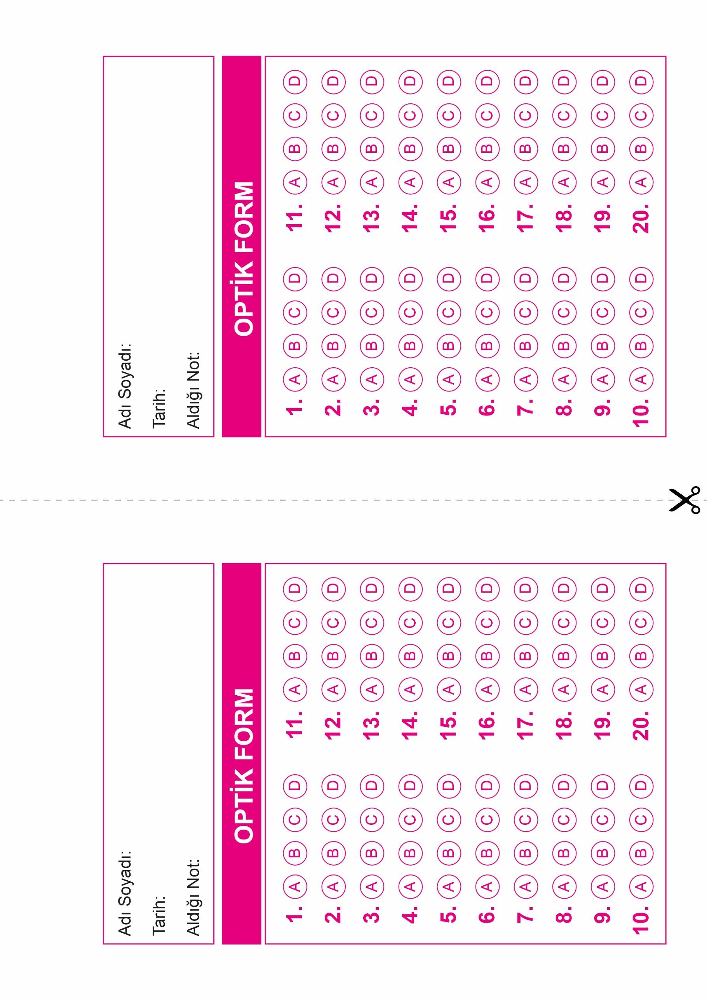 Adı Soyadı:
Tarih:
Aldığı Not:
OPTİK FORM
1. A B C D 11. A B C D
2. A B C D 12. A B C D
3. A B C D 13. A B C D
4. A B C D 14. A B C D
5. A B C D 15. A B C D
6. A B C D 16. A B C D
7. A B C D 17. A B C D
8. A B C D 18. A B C D
9. A B C D 19. A B C D
10. A B C D 20. A B C D
Adı Soyadı:
Tarih:
Aldığı Not:
OPTİK FORM
1. A B C D 11. A B C D
2. A B C D 12. A B C D
3. A B C D 13. A B C D
4. A B C D 14. A B C D
5. A B C D 15. A B C D
6. A B C D 16. A B C D
7. A B C D 17. A B C D
8. A B C D 18. A B C D
9. A B C D 19. A B C D
10. A B C D 20. A B C D